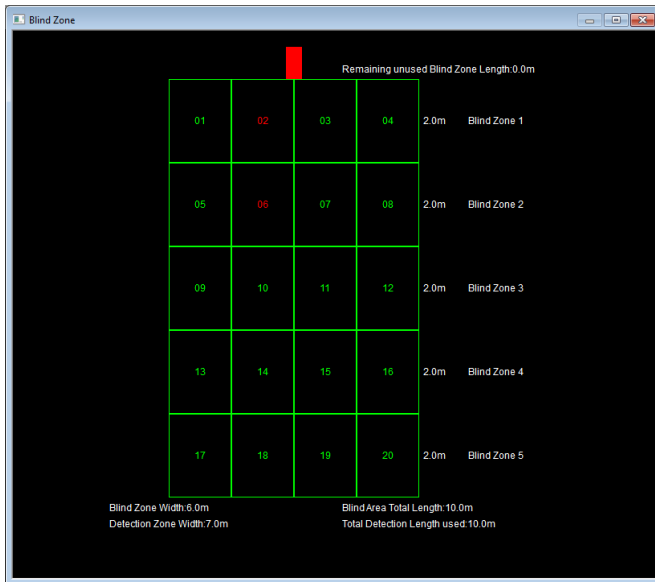 Blind Zone
Remaining unused Blind Zone Length:0.0m
01 02 03 04 2.0m Blind Zone 1
05 06 07 08 2.0m Blind Zone 2
09 10 11 12 2.0m Blind Zone 3
13 14 15 16 2.0m Blind Zone 4
17 18 19 20 2.0m Blind Zone 5
Blind Zone Width:6.0m Blind Area Total Length:10.0m
Detection Zone Width:7.0m Total Detection Length used:10.0m